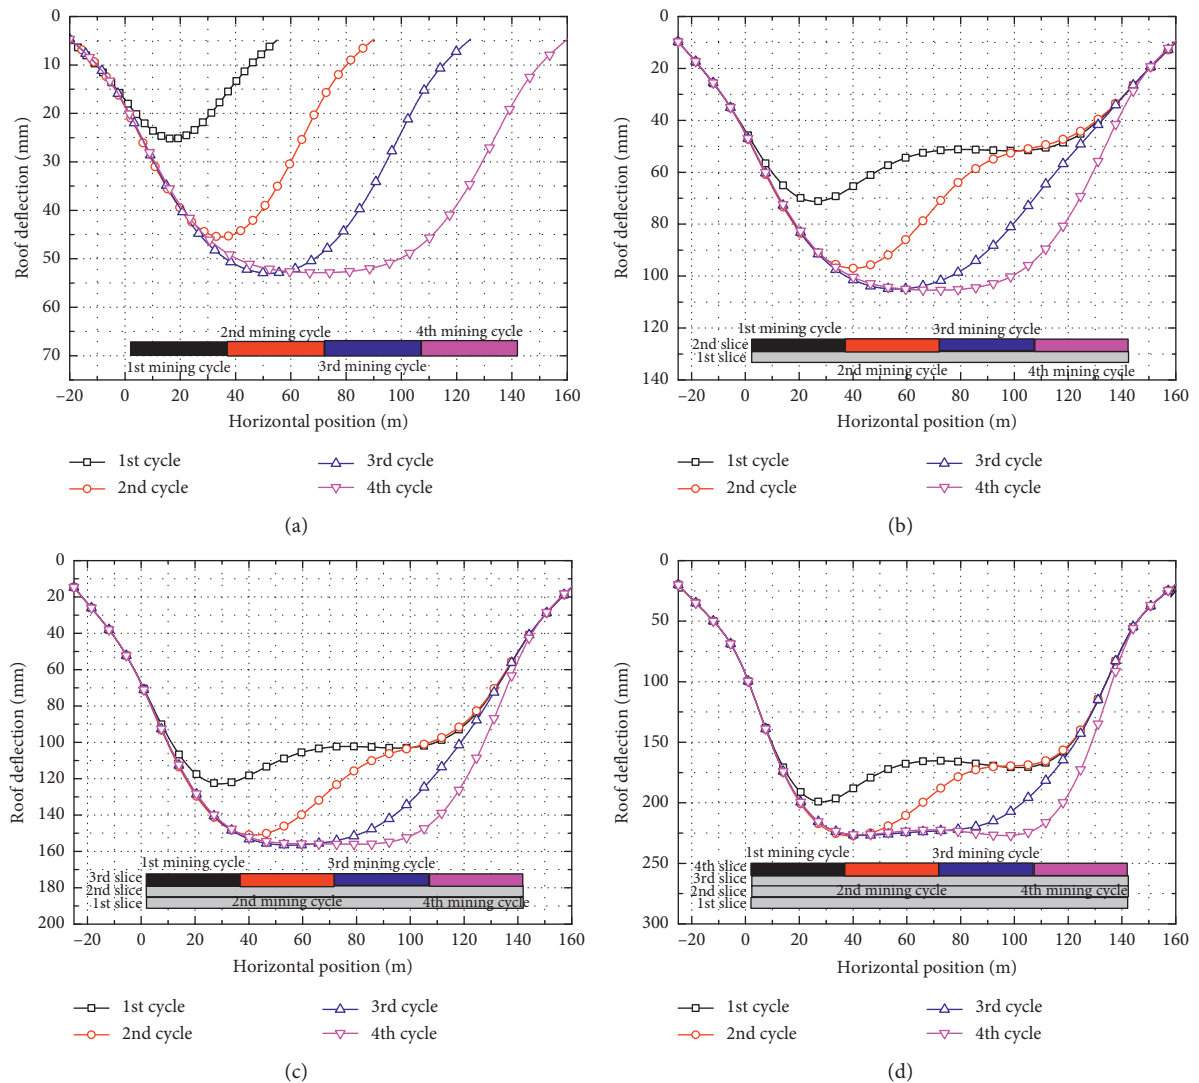 0
10
20
30
40
50
60
70
Roof deflection (mm)
2nd mining cycle
4th mining cycle
1st mining cycle
3rd mining cycle
−20 0 20 40 60 80 100 120 140 160
Horizontal position (m)
1st cycle
2nd cycle
3rd cycle
4th cycle
(a)
0
20
40
60
80
100
120
140
Roof deflection (mm)
1st mining cycle
3rd mining cycle
2nd slice
1st slice
2nd mining cycle
4th mining cycle
−20 0 20 40 60 80 100 120 140 160
Horizontal position (m)
1st cycle
2nd cycle
3rd cycle
4th cycle
(b)
0
20
40
60
80
100
120
140
160
180
200
Roof deflection (mm)
1st mining cycle
3rd mining cycle
3rd slice
2nd slice
1st slice
2nd mining cycle
4th mining cycle
−20 0 20 40 60 80 100 120 140 160
Horizontal position (m)
1st cycle
2nd cycle
3rd cycle
4th cycle
(c)
0
50
100
150
200
250
300
Roof deflection (mm)
1st mining cycle
3rd mining cycle
4th slice
3rd slice
2nd slice
1st slice
2nd mining cycle
4th mining cycle
−20 0 20 40 60 80 100 120 140 160
Horizontal position (m)
1st cycle
2nd cycle
3rd cycle
4th cycle
(d)